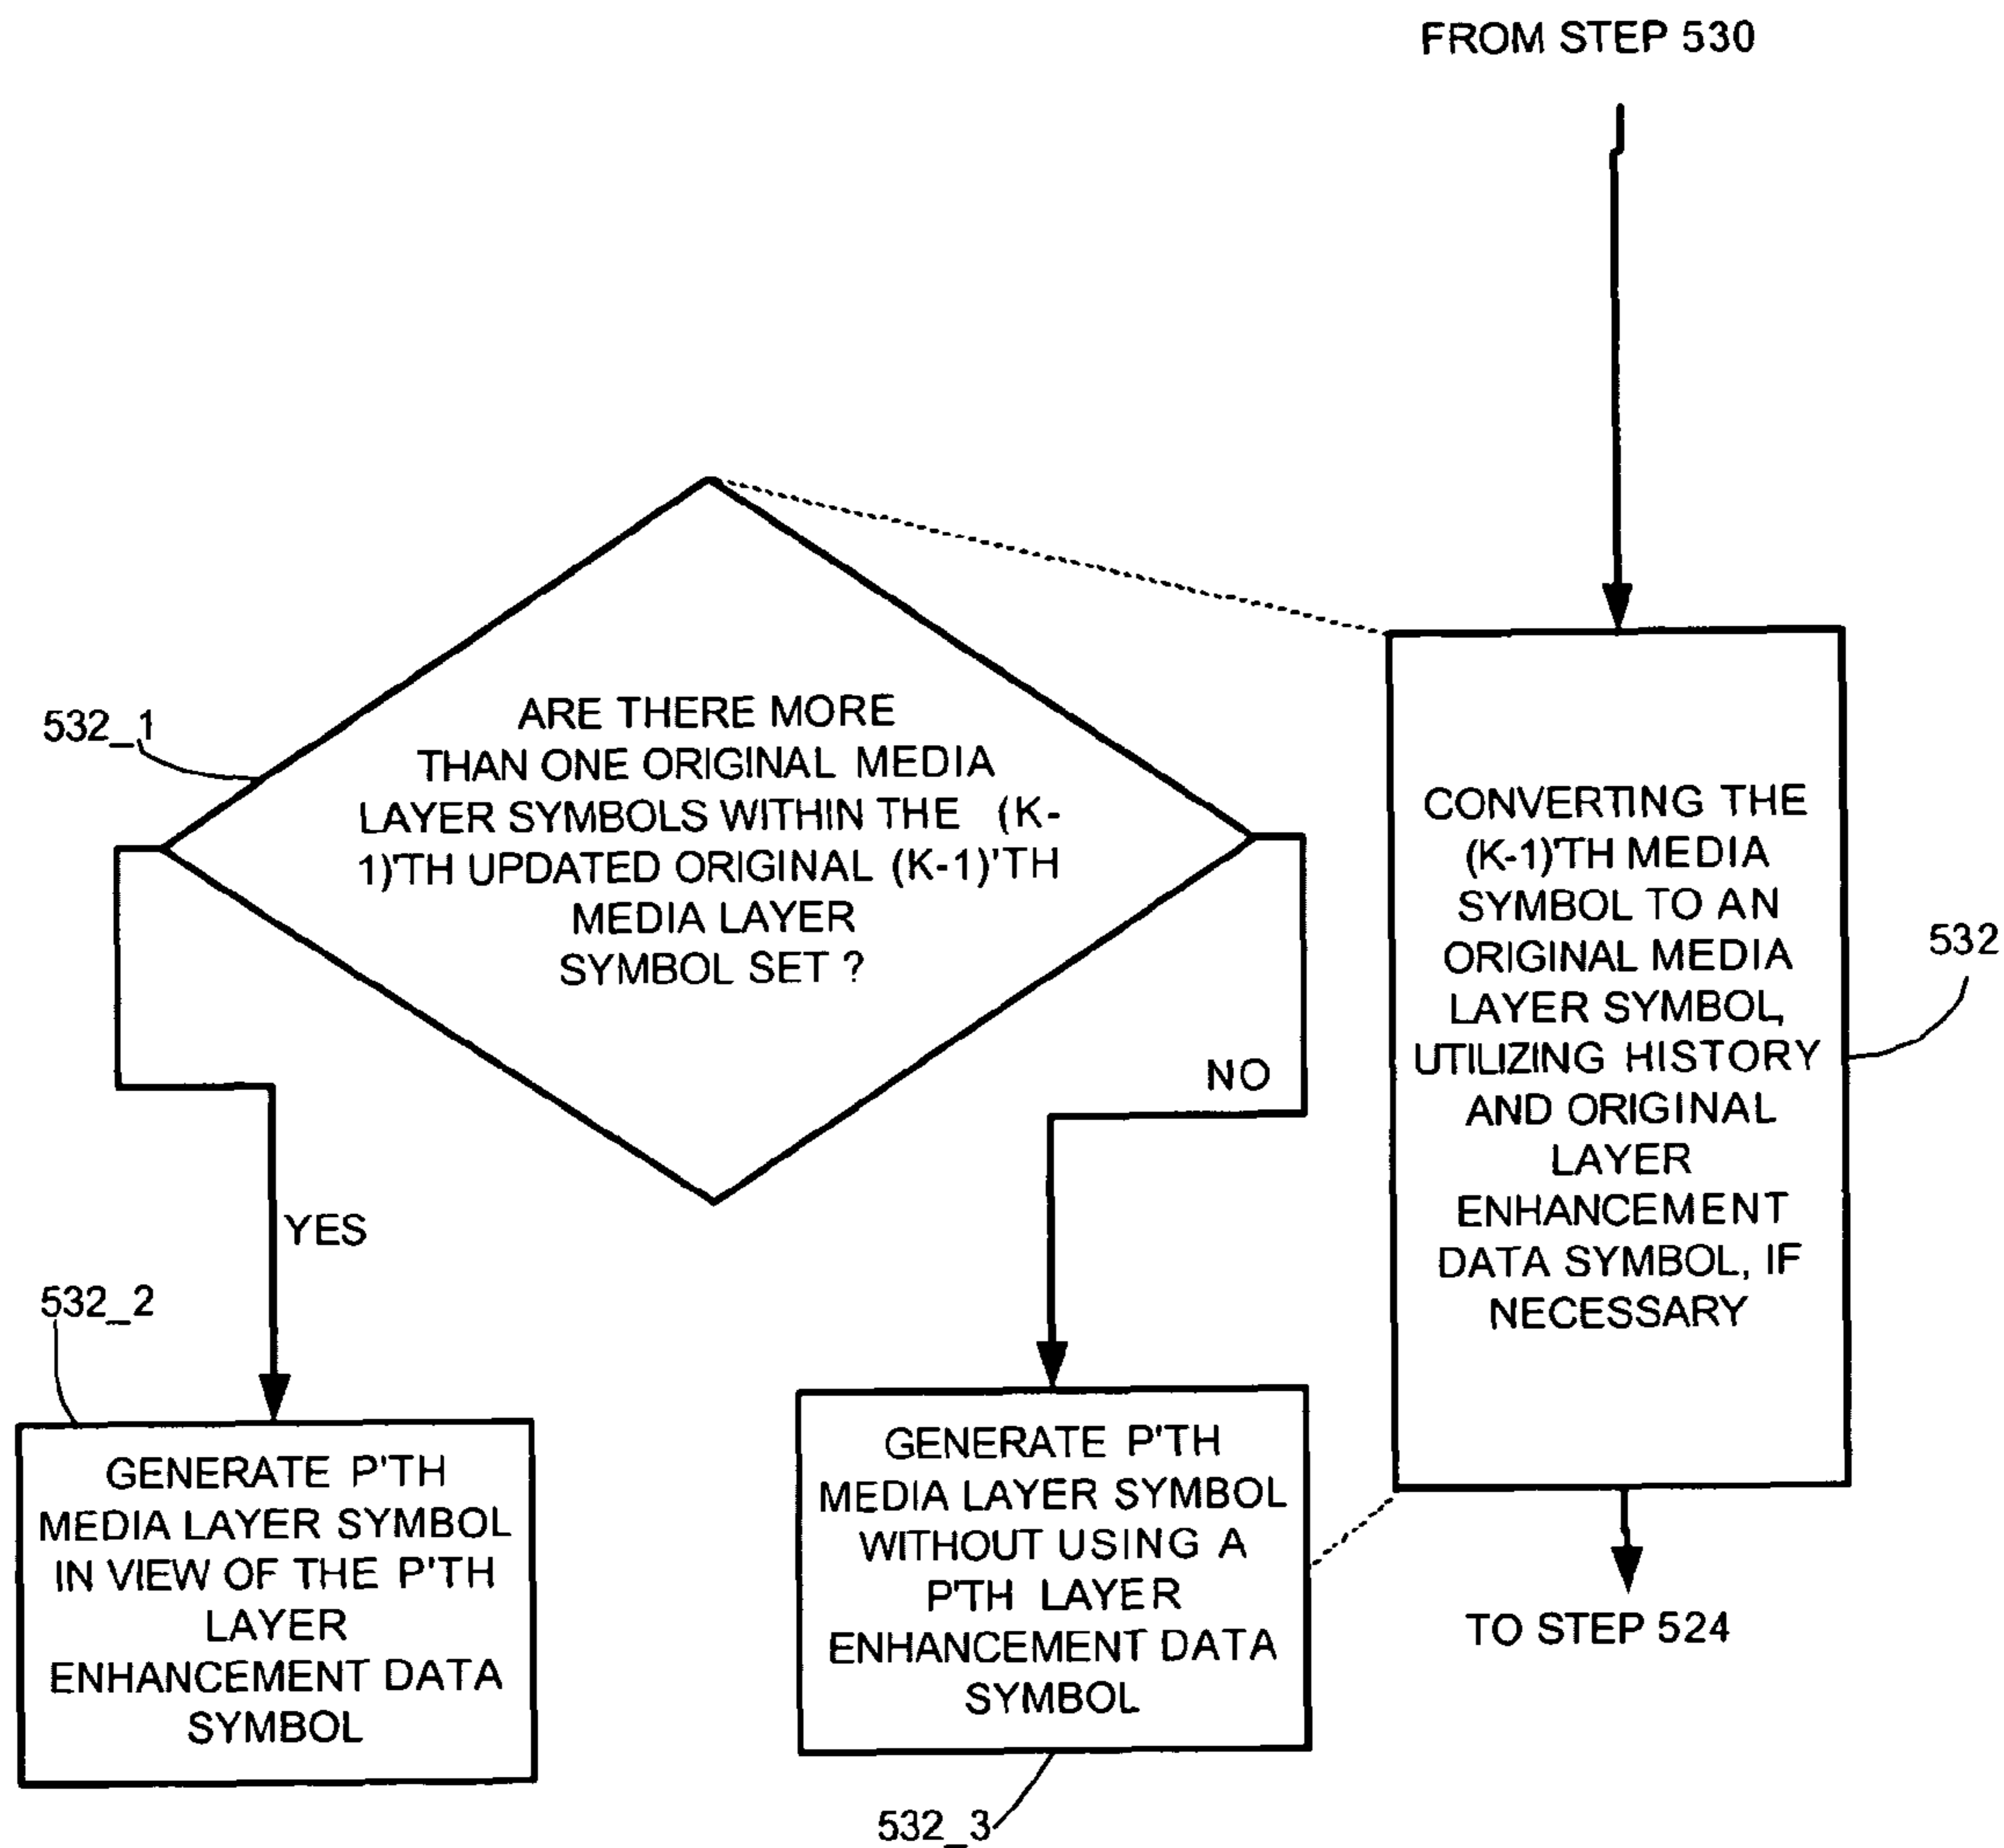 FROM STEP 530
532_1
ARE THERE MORE
THAN ONE ORIGINAL MEDIA
LAYER SYMBOLS WITHIN THE (K-
1)'TH UPDATED ORIGINAL (K-1)'TH
MEDIA LAYER
SYMBOL SET ?
NO
YES
532_2
GENERATE P'TH
MEDIA LAYER SYMBOL
IN VIEW OF THE P'TH
LAYER
ENHANCEMENT DATA
SYMBOL
GENERATE P'TH
MEDIA LAYER SYMBOL
WITHOUT USING A
P'TH LAYER
ENHANCEMENT DATA
SYMBOL
532_3
CONVERTING THE
(K-1)'TH MEDIA
SYMBOL TO AN
ORIGINAL MEDIA
LAYER SYMBOL,
UTILIZING HISTORY
AND ORIGINAL
LAYER
ENHANCEMENT
DATA SYMBOL, IF
NECESSARY
532
TO STEP 524